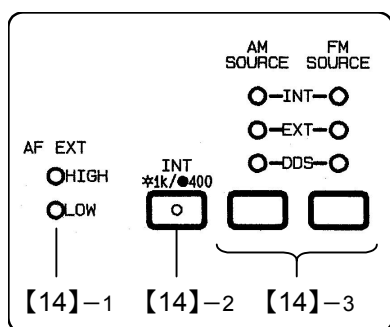 AM SOURCE FM SOURCE
INT
EXT
DDS
AF EXT
HIGH
LOW
INT
☼1k/●400
【14】－1 【14】－2 【14】－3